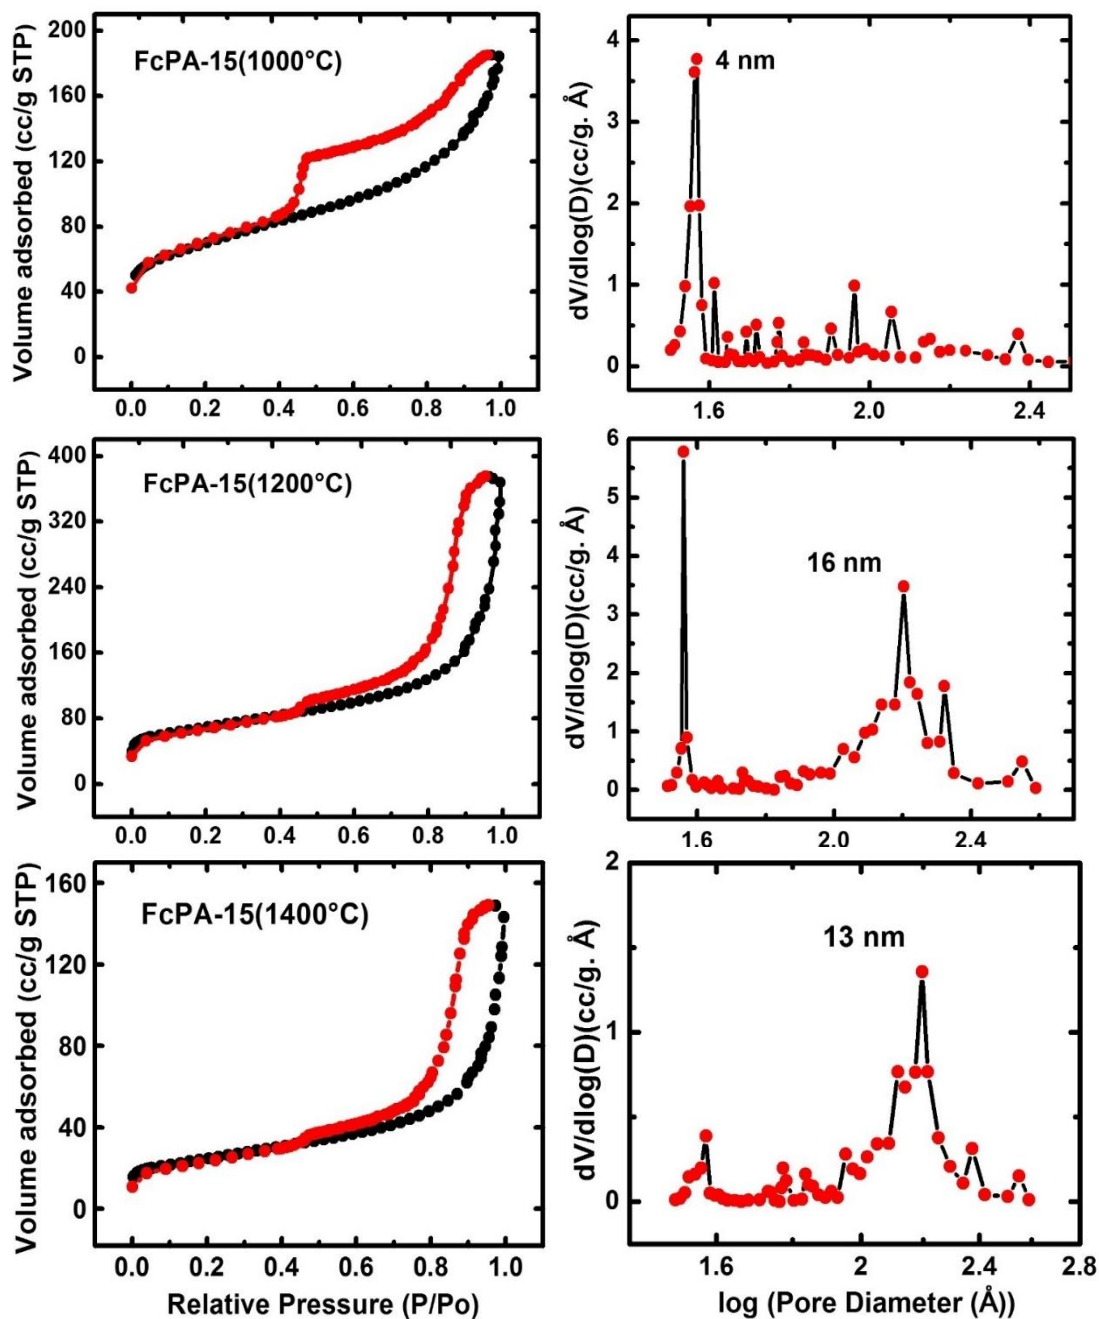 Volume adsorbed (cc/g STP)
200
160
120
80
40
0
FcPA-15(1000°C)
0.0 0.2 0.4 0.6 0.8 1.0
dV/dlog(D)(cc/g. Å)
4
3
2
1
0
4 nm
1.6 2.0 2.4
Volume adsorbed (cc/g STP)
400
320
240
160
80
0
FcPA-15(1200°C)
0.0 0.2 0.4 0.6 0.8 1.0
dV/dlog(D)(cc/g. Å)
6
5
4
3
2
1
0
16 nm
1.6 2.0 2.4
Volume adsorbed (cc/g STP)
160
120
80
40
0
FcPA-15(1400°C)
0.0 0.2 0.4 0.6 0.8 1.0
Relative Pressure (P/Po)
dV/dlog(D)(cc/g. Å)
2
1
0
13 nm
1.6 2 2.4 2.8
log (Pore Diameter (Å))